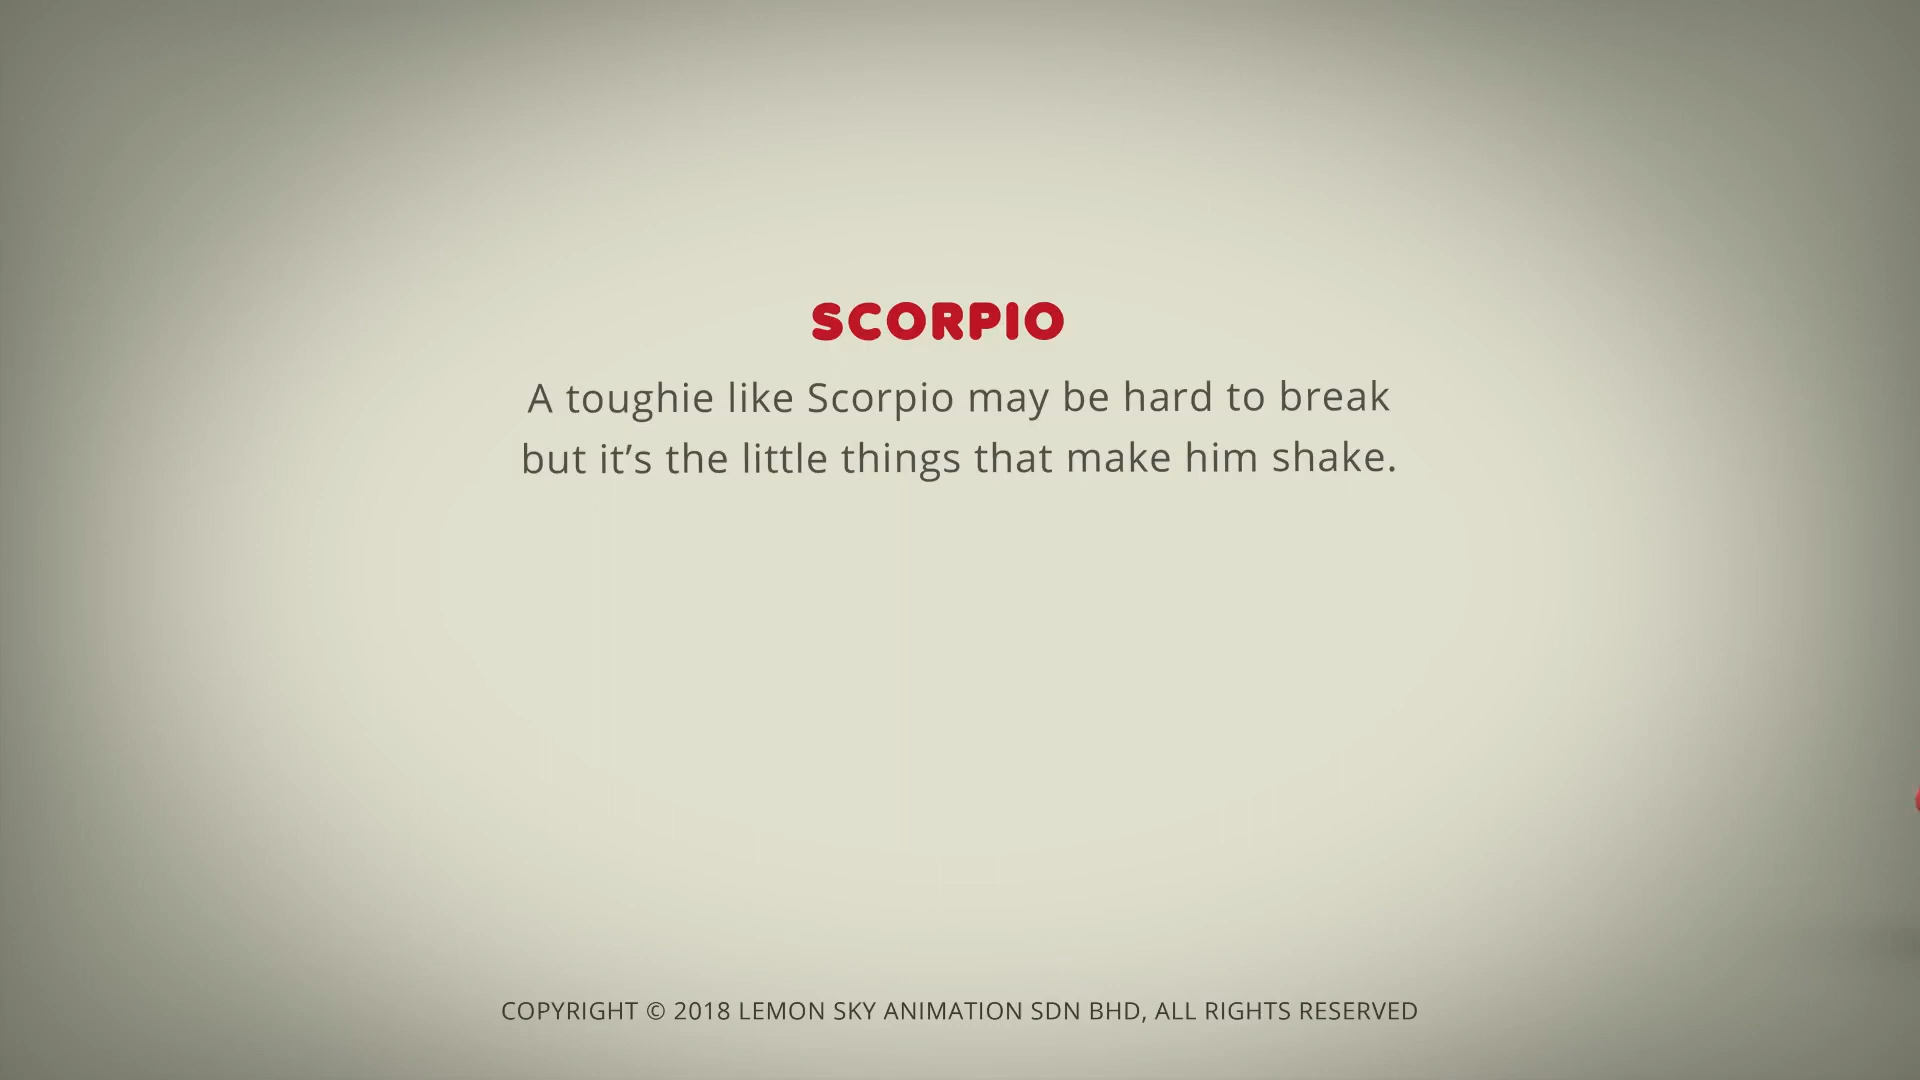 SCORPIO
A toughie like Scorpio may be hard to break
but it’s the little things that make him shake.
COPYRIGHT © 2018 LEMON SKY ANIMATION SDN BHD, ALL RIGHTS RESERVED